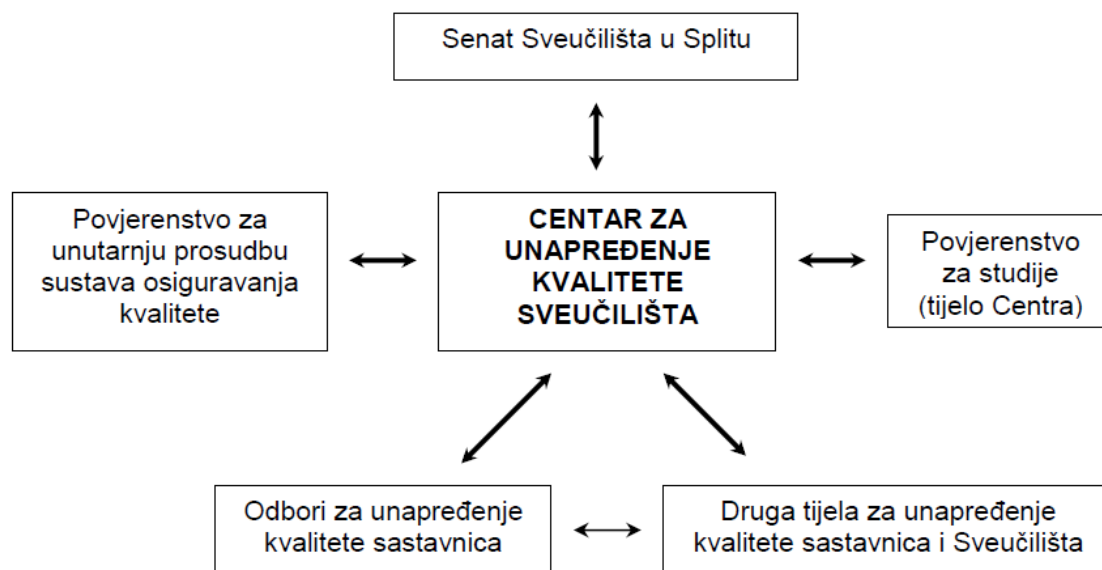 Senat Sveučilišta u Splitu
Povjerenstvo za
unutarnju prosudbu
sustava osiguravanja
kvalitete
CENTAR ZA
UNAPREĐENJE
KVALITETE
SVEUČILIŠTA
Povjerenstvo
za studije
(tijelo Centra)
Odbori za unapređenje
kvalitete sastavnica
Druga tijela za unapređenje
kvalitete sastavnica i Sveučilišta